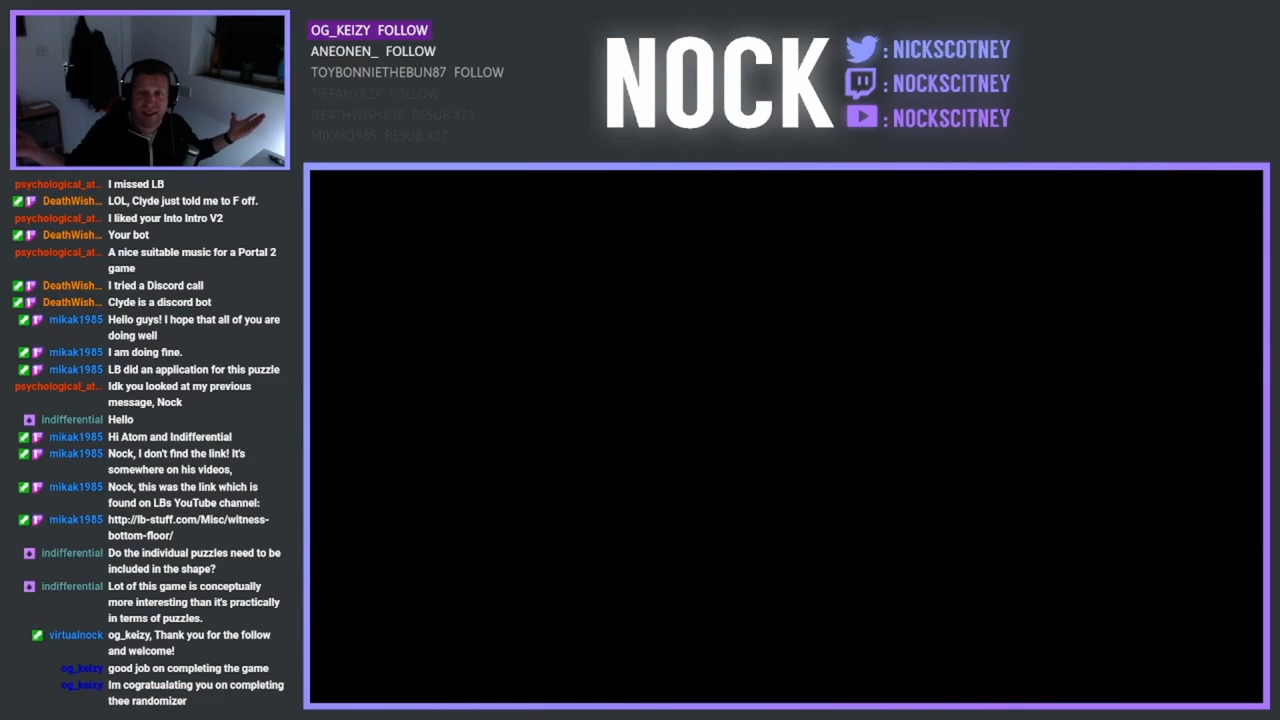 OG_KEIZY FOLLOW
ANEONEN_ FOLLOW
TOYBONNIETHEBUN87 FOLLOW
TIFFANY92X FOLLOW
DEATHWISH808 RESUB X25
MIKAK1985 RESUB X17
NOCK
: NICKSCOTNEY
: NOCKSCITNEY
: NOCKSCITNEY
psychological_at... I missed LB
DeathWish... LOL, Clyde just told me to F off.
psychological_at... I liked your Into Intro V2
DeathWish... Your bot
psychological_at... A nice suitable music for a Portal 2
game
DeathWish... I tried a Discord call
DeathWish... Clyde is a discord bot
mikak1985 Hello guys! I hope that all of you are
doing well
mikak1985 I am doing fine.
mikak1985 LB did an application for this puzzle
psychological_at... Idk you looked at my previous
message, Nock
indifferential Hello
mikak1985 Hi Atom and Indifferential
mikak1985 Nock, I don't find the link! It's
somewhere on his videos,
mikak1985 Nock, this was the link which is
found on LBs YouTube channel:
mikak1985 http://lb-stuff.com/Misc/witness-
bottom-floor/
indifferential Do the individual puzzles need to be
included in the shape?
indifferential Lot of this game is conceptually
more interesting than it's practically
in terms of puzzles.
virtualnock og_keizy, Thank you for the follow
and welcome!
og_keizy good job on completing the game
og_keizy Im cogratualating you on completing
thee randomizer